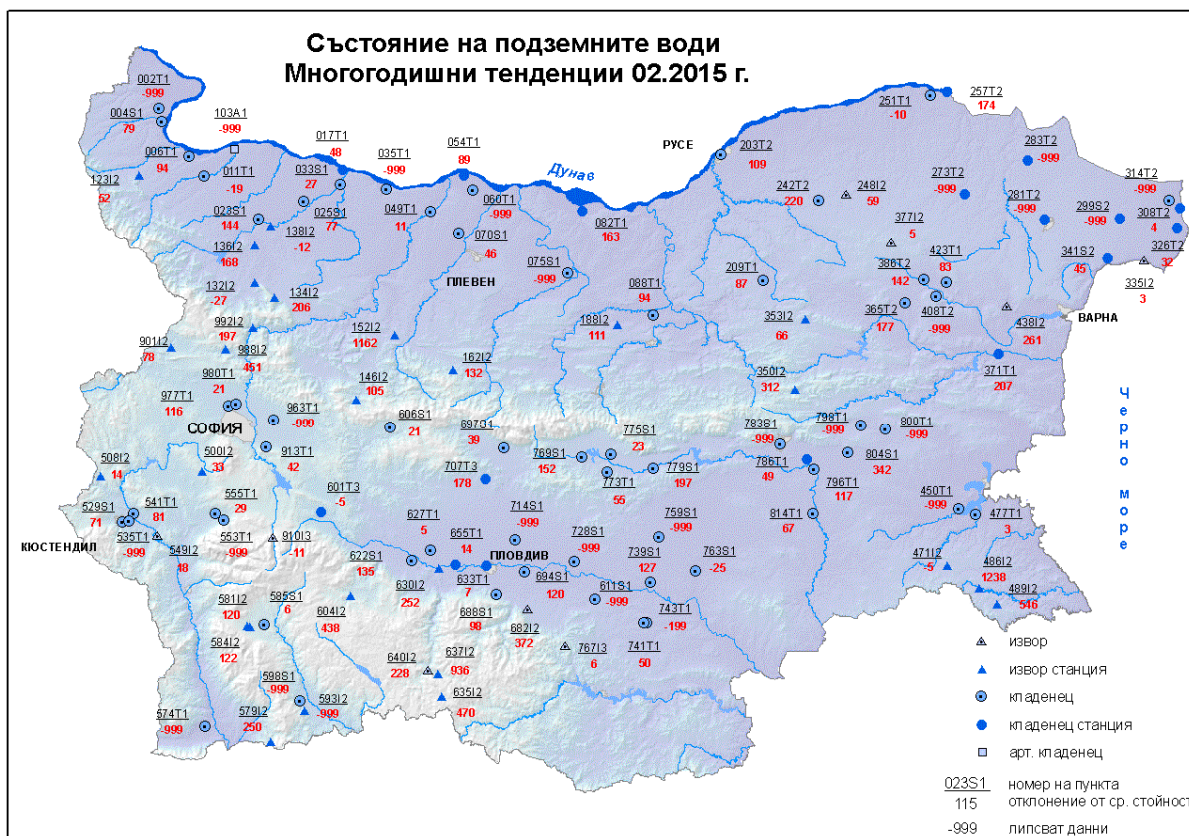 Състояние на подземните води
Многогодишни тенденции 02.2015 г.
002T1
-999
004S1
79
103A1
-999
006T1
94
011T1
-19
017T1
48
033S1
27
035T1
-999
054T1
89
Дунав
РУСЕ
203T2
109
251T1
-10
257T2
174
283T2
-999
273T2
-999
281T2
-999
299S2
-999
314T2
-999
308T2
4
326T2
32
335I2
3
341S2
45
123I2
52
023S1
144
025S1
77
138I2
-12
136I2
168
132I2
-27
134I2
206
049T1
11
060T1
-999
070S1
46
ПЛЕВЕН
075S1
-999
082T1
163
088T1
94
209T1
87
242T2
220
248I2
59
377I2
5
386T2
142
423T1
83
365T2
177
408T2
-999
438I2
261
ВАРНА
371T1
207
353I2
66
350I2
312
188I2
111
152I2
1162
162I2
132
146I2
105
992I2
197
988I2
451
901I2
78
980T1
21
977T1
116
СОФИЯ
963T1
-999
913T1
42
606S1
21
697S1
39
707T3
178
769S1
152
775S1
23
773T1
55
779S1
197
783S1
-999
786T1
49
798T1
-999
800T1
-999
804S1
342
796T1
117
814T1
67
450T1
-999
477T1
3
471I2
-5
486I2
1238
489I2
546
Черно море
508I2
14
500I2
33
529S1
71
541T1
81
КЮСТЕНДИЛ
535T1
-999
549I2
48
555T1
29
553T1
-999
910I3
-11
601T3
-5
627T1
5
655T1
14
622S1
135
630I2
252
633T1
7
ПЛОВДИВ
714S1
-999
728S1
-999
694S1
120
688S1
98
682I2
372
611S1
-999
759S1
-999
739S1
127
763S1
-25
743T1
-199
741T1
50
767I3
6
581I2
120
585S1
6
604I2
438
584I2
122
640I2
228
637I2
936
635I2
470
598S1
-999
593I2
-999
579I2
250
574T1
-999
извор
извор станция
кладенец
кладенец станция
арт. кладенец
023S1 номер на пункта
115 отклонение от ср. стойност
-999 липсват данни